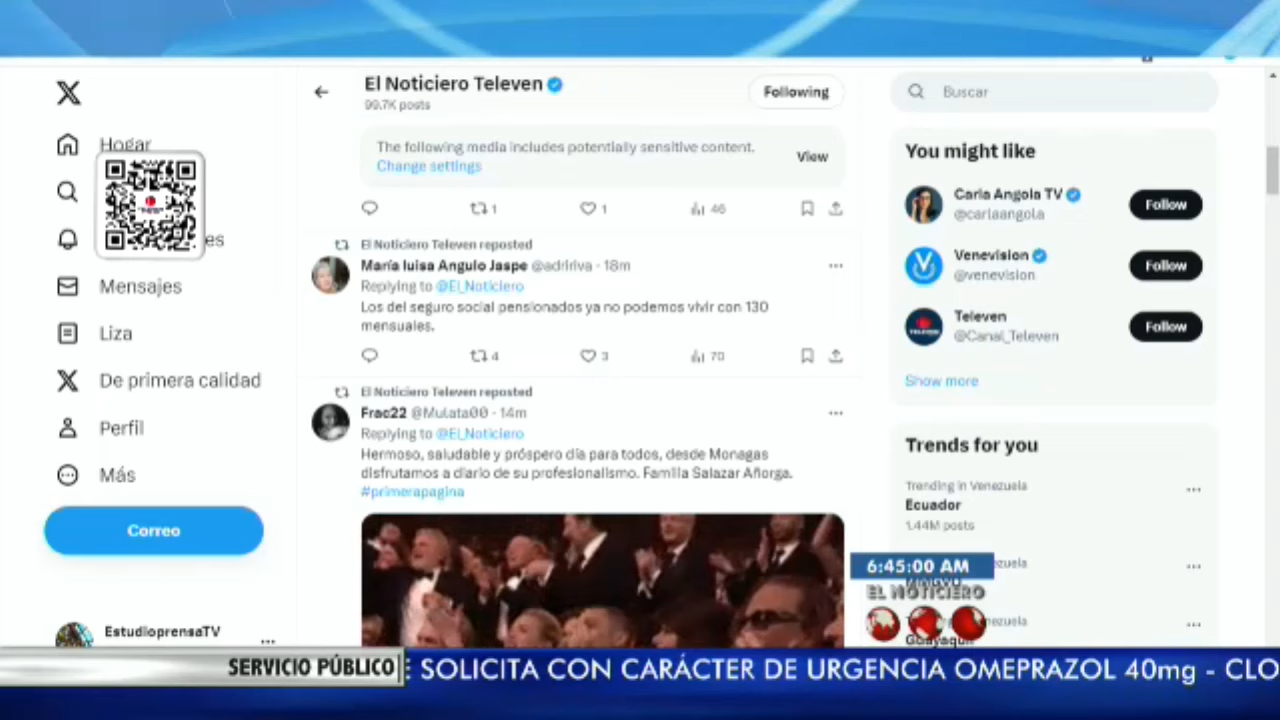 Hogar
es
Mensajes
Liza
De primera calidad
Perfil
Más
Correo
EstudioprensaTV
El Noticiero Televen
99.7K posts
Following
The following media includes potentially sensitive content.
Change settings
View
1
1
46
El Noticiero Televen reposted
María luisa Angulo Jaspe @adririva · 18m
Replying to @El_Noticiero
Los del seguro social pensionados ya no podemos vivir con 130
mensuales.
4
3
70
El Noticiero Televen reposted
Frac22 @Mulata00 · 14m
Replying to @El_Noticiero
Hermoso, saludable y próspero día para todos, desde Monagas
disfrutamos a diario de su profesionalismo. Familia Salazar Añorga.
#primerapagina
Buscar
You might like
Carla Angola TV
@carlaangola
Follow
Venevision
@venevision
Follow
Televen
@Canal_Televen
Follow
Show more
Trends for you
Trending in Venezuela
Ecuador
1.44M posts
zuela
6:45:00 AM
EL NOTICIERO
zuela
Guayaquil
SERVICIO PÚBLICO
E SOLICITA CON CARÁCTER DE URGENCIA OMEPRAZOL 40mg - CLO